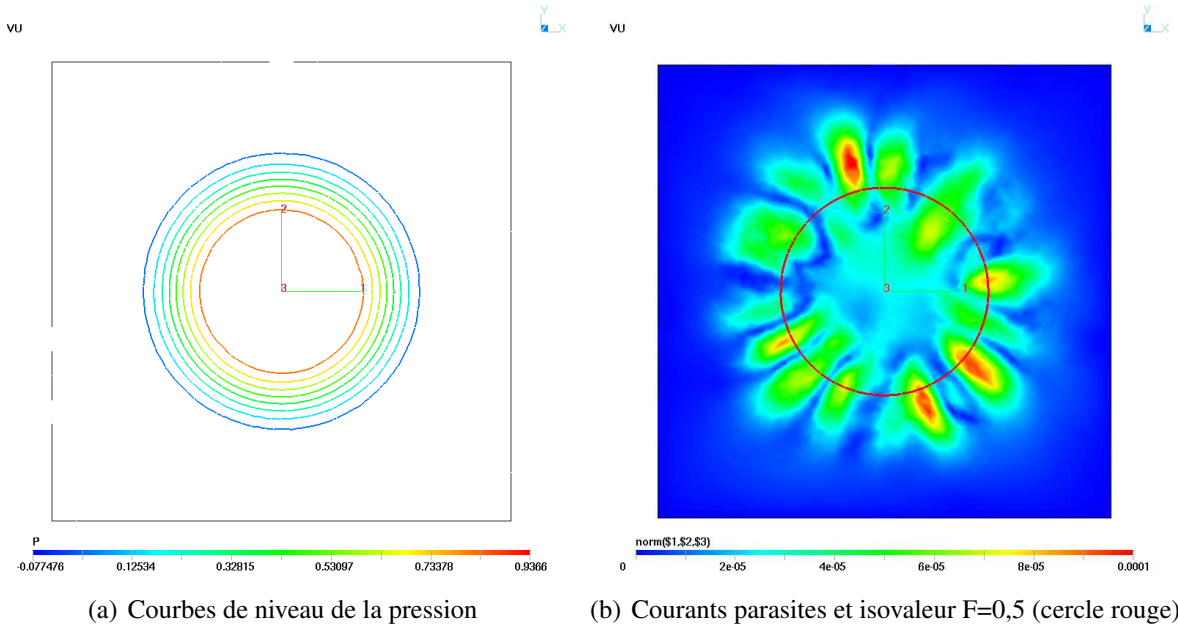 VU
Y
X
2
3
1
P
-0.077476 0.12534 0.32815 0.53097 0.73378 0.9366
(a) Courbes de niveau de la pression
VU
Y
X
2
3
1
norm($1,$2,$3)
0 2e-05 4e-05 6e-05 8e-05 0.0001
(b) Courants parasites et isovaleur F=0,5 (cercle rouge)